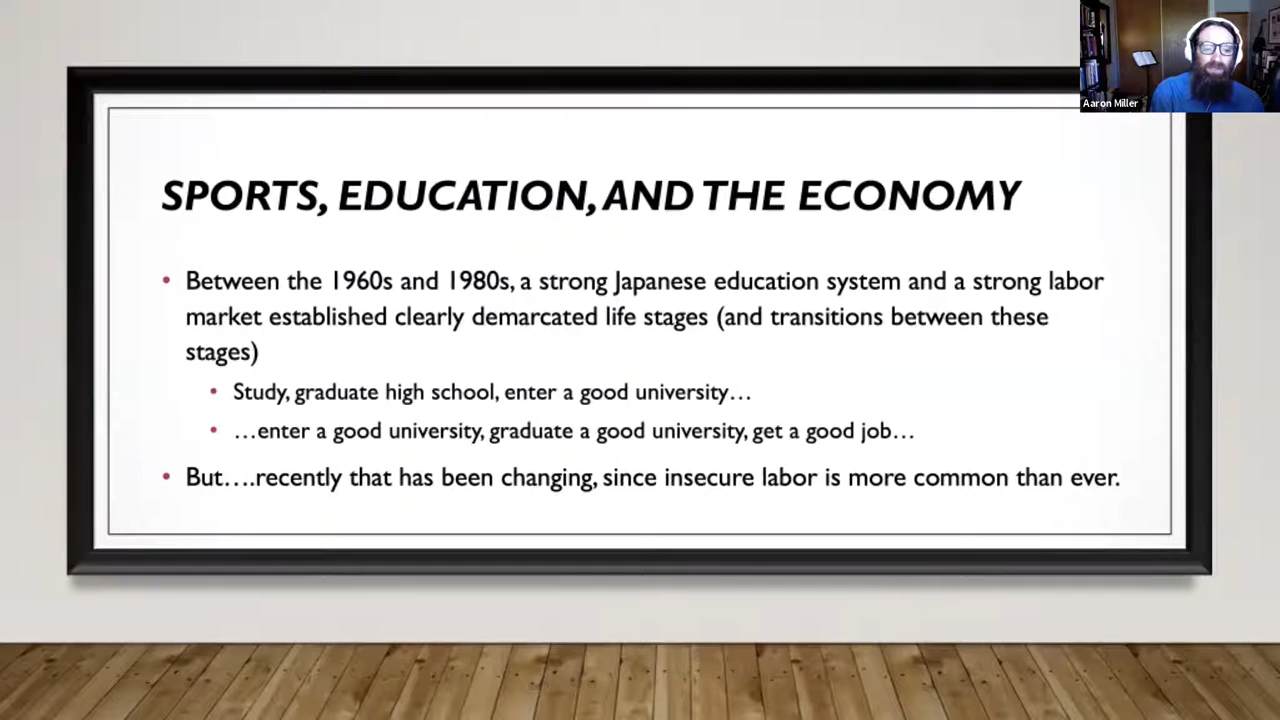 Aaron Miller
SPORTS, EDUCATION, AND THE ECONOMY
• Between the 1960s and 1980s, a strong Japanese education system and a strong labor
market established clearly demarcated life stages (and transitions between these
stages)
• Study, graduate high school, enter a good university…
• …enter a good university, graduate a good university, get a good job…
• But….recently that has been changing, since insecure labor is more common than ever.